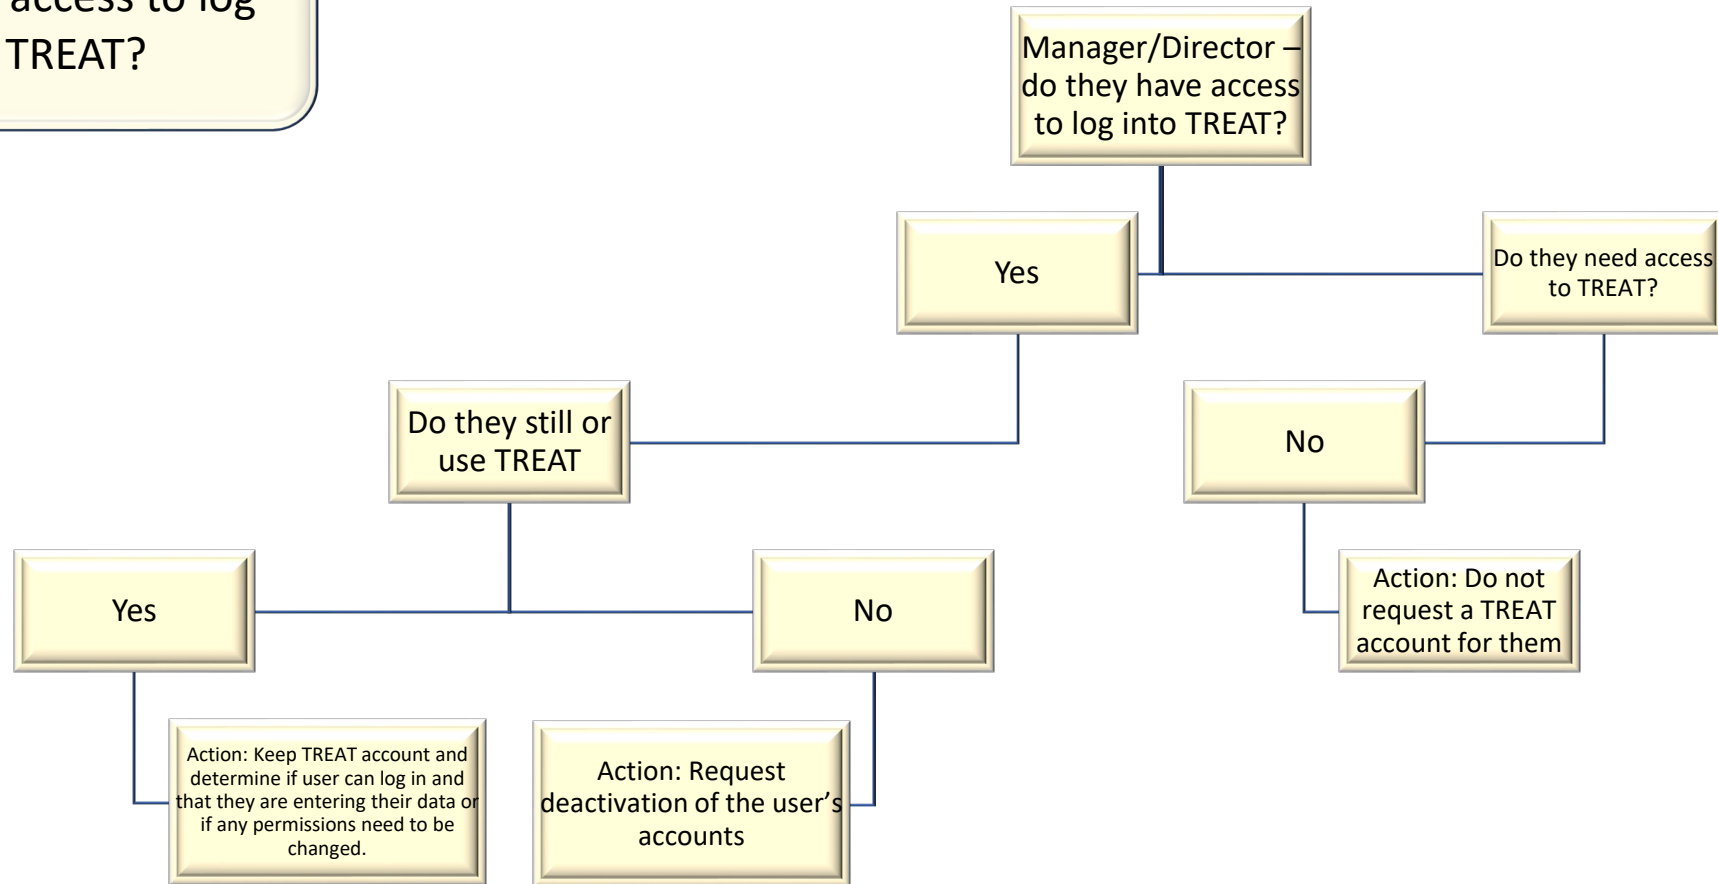 access to log
TREAT?
Manager/Director –
do they have access
to log into TREAT?
Yes
Do they need access
to TREAT?
Do they still or
use TREAT
No
Yes
No
Action: Do not
request a TREAT
account for them
Action: Keep TREAT account and
determine if user can log in and
that they are entering their data or
if any permissions need to be
changed.
Action: Request
deactivation of the user's
accounts